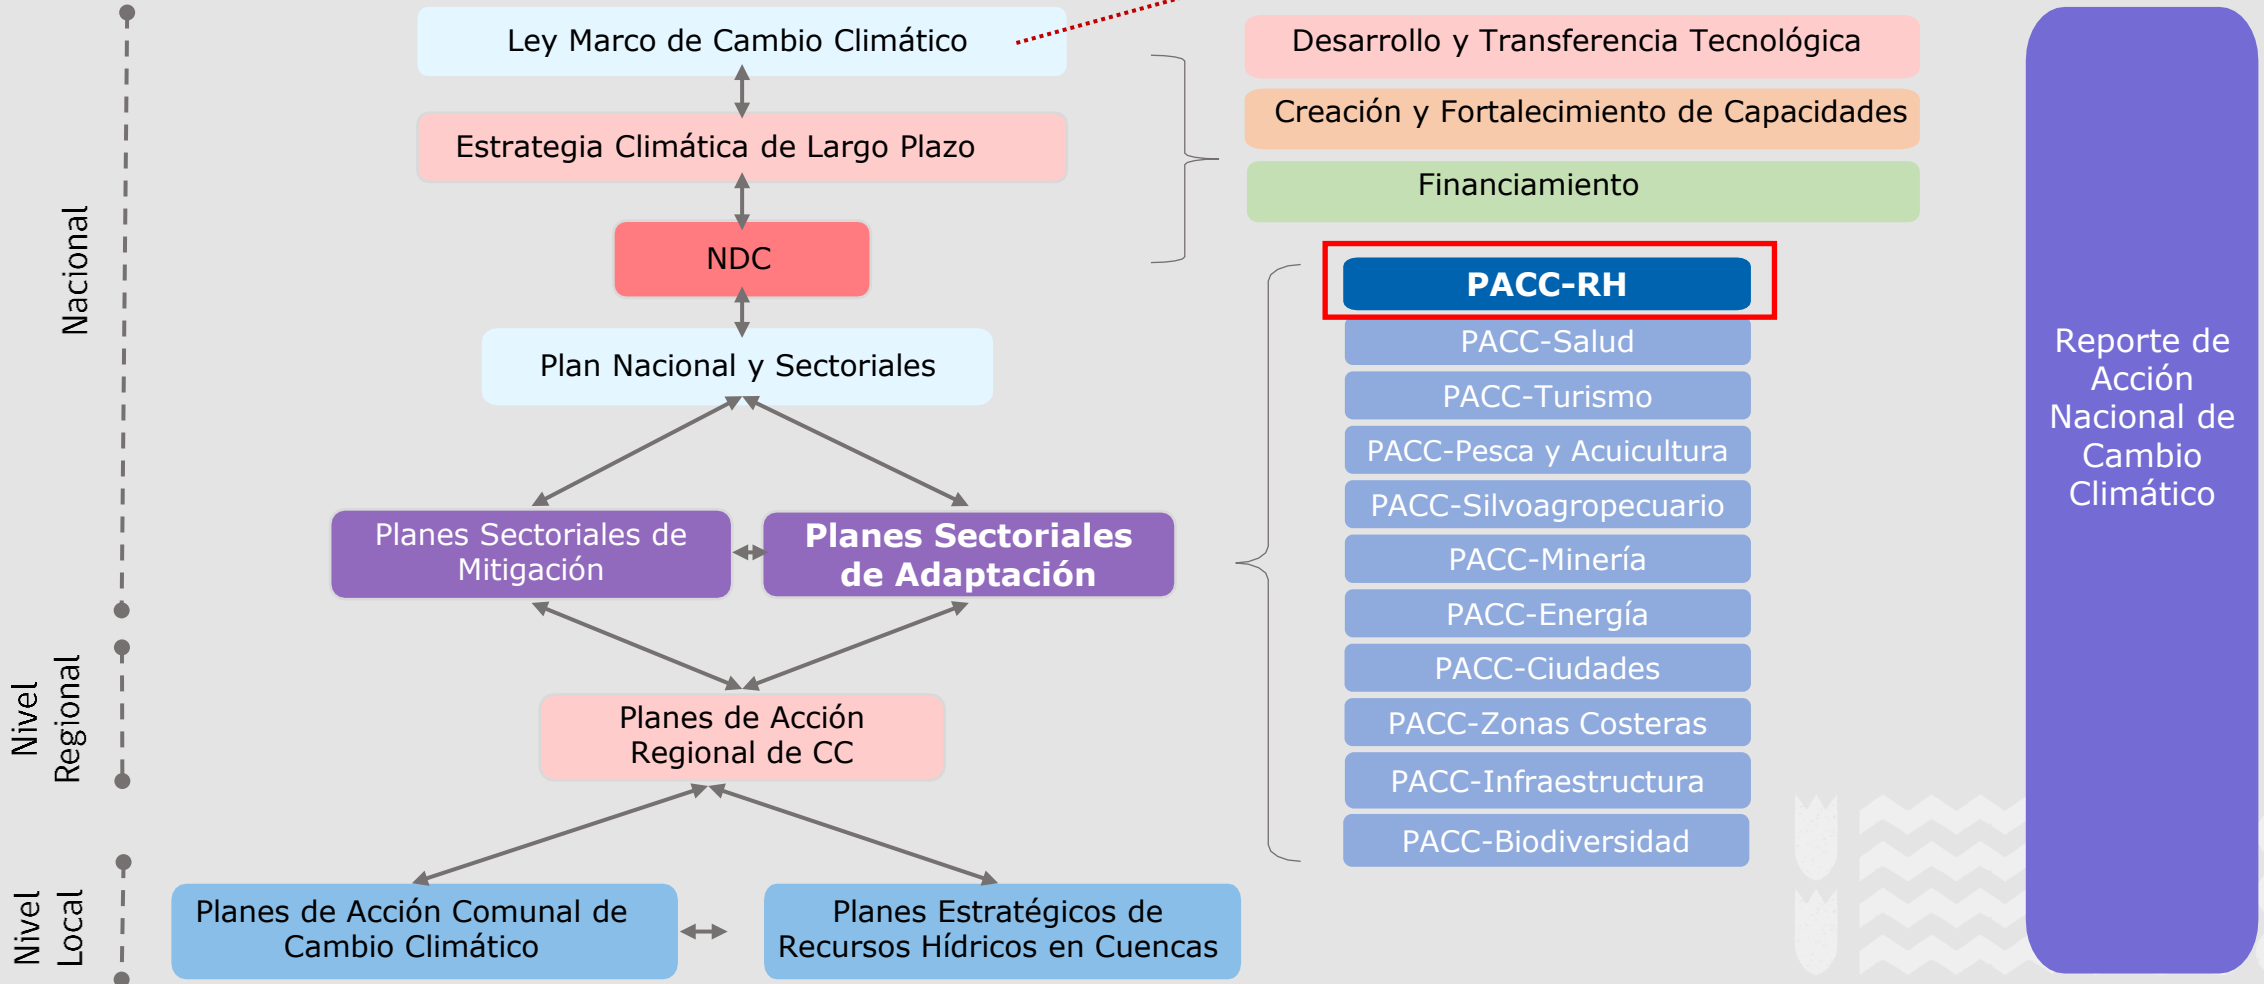 Nacional
Nivel
Regional
Nivel
Local
Ley Marco de Cambio Climático
Estrategia Climática de Largo Plazo
NDC
Plan Nacional y Sectoriales
Planes Sectoriales de
Mitigación
Planes Sectoriales
de Adaptación
Planes de Acción
Regional de CC
Planes de Acción Comunal de
Cambio Climático
Planes Estratégicos de
Recursos Hídricos en Cuencas
Desarrollo y Transferencia Tecnológica
Creación y Fortalecimiento de Capacidades
Financiamiento
PACC-RH
PACC-Salud
PACC-Turismo
PACC-Pesca y Acuicultura
PACC-Silvoagropecuario
PACC-Minería
PACC-Energía
PACC-Ciudades
PACC-Zonas Costeras
PACC-Infraestructura
PACC-Biodiversidad
Reporte de
Acción
Nacional de
Cambio
Climático